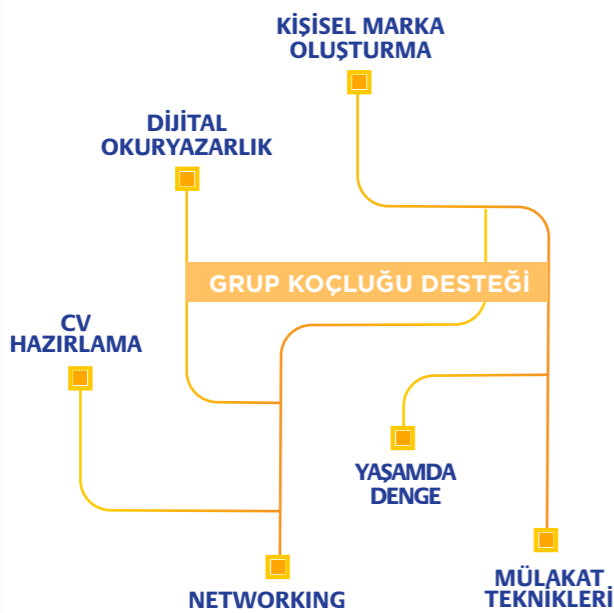 KİŞİSEL MARKA
OLUŞTURMA
DİJİTAL
OKURYAZARLIK
GRUP KOÇLUĞU DESTEĞİ
CV
HAZIRLAMA
YAŞAMDA
DENGE
NETWORKING
MÜLAKAT
TEKNİKLERİ